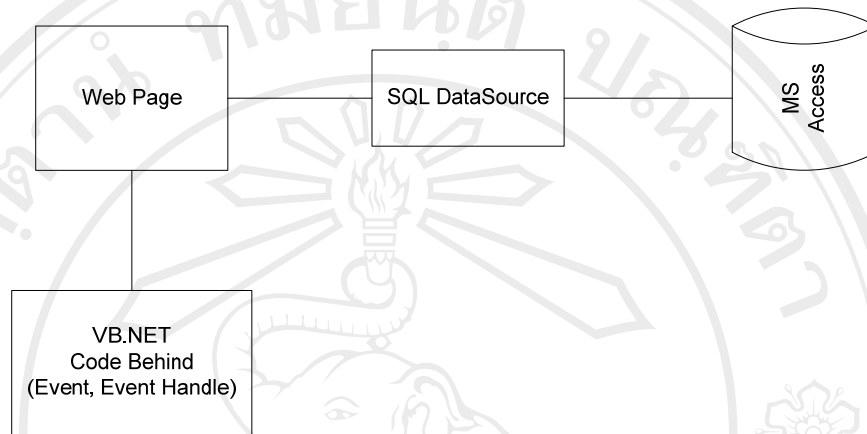 Web Page
SQL DataSource
MS
Access
VB.NET
Code Behind
(Event, Event Handle)